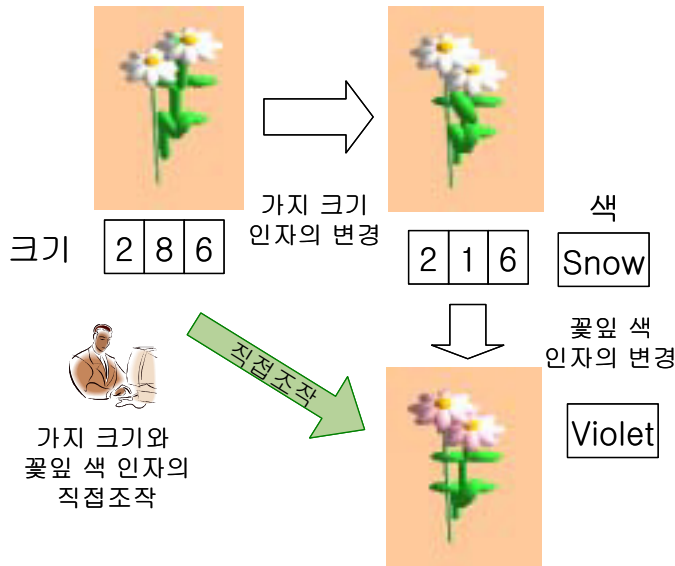 가지 크기
인자의 변경
색
크기
2 8 6
2 1 6
Snow
꽃잎 색
인자의 변경
직접조작
Violet
가지 크기와
꽃잎 색 인자의
직접조작